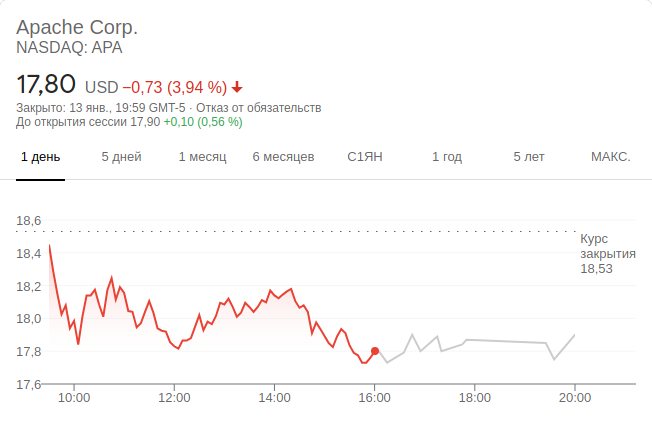 Apache Corp.
NASDAQ: APA
17,80 USD −0,73 (3,94 %)
Закрыто: 13 янв., 19:59 GMT-5 · Отказ от обязательств
До открытия сессии 17,90 +0,10 (0,56 %)
1 день 5 дней 1 месяц 6 месяцев С1ЯН 1 год 5 лет МАКС.
18,6
Курс
закрытия
18,53
18,4
18,2
18,0
17,8
17,6
10:00 12:00 14:00 16:00 18:00 20:00